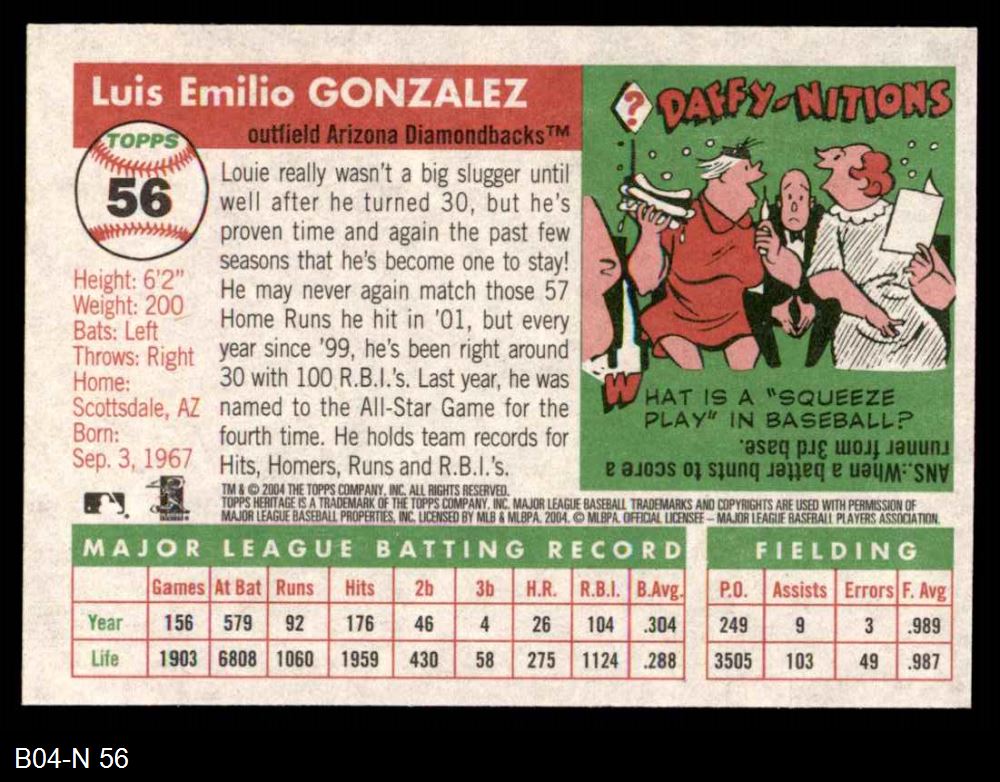 Luis Emilio GONZALEZ
outfield Arizona Diamondbacks™
TOPPS
56
Height: 6'2"
Weight: 200
Bats: Left
Throws: Right
Home:
Scottsdale, AZ
Born:
Sep. 3, 1967
Louie really wasn't a big slugger until
well after he turned 30, but he's
proven time and again the past few
seasons that he's become one to stay!
He may never again match those 57
Home Runs he hit in '01, but every
year since '99, he's been right around
30 with 100 R.B.I.'s. Last year, he was
named to the All-Star Game for the
fourth time. He holds team records for
Hits, Homers, Runs and R.B.I.'s.
? DAFFY-NITIONS
WHAT IS A "SQUEEZE
PLAY" IN BASEBALL?
ANS.:When a batter bunts to score a
runner from 3rd base.
TM & © 2004 THE TOPPS COMPANY, INC. ALL RIGHTS RESERVED.
TOPPS HERITAGE IS A TRADEMARK OF THE TOPPS COMPANY, INC. MAJOR LEAGUE BASEBALL TRADEMARKS AND COPYRIGHTS ARE USED WITH PERMISSION OF
MAJOR LEAGUE BASEBALL PROPERTIES, INC. LICENSED BY MLB & MLBPA, 2004. © MLBPA. OFFICIAL LICENSEE – MAJOR LEAGUE BASEBALL PLAYERS ASSOCIATION.
MAJOR LEAGUE BATTING RECORD FIELDING
Games At Bat Runs Hits 2b 3b H.R. R.B.I. B.Avg. P.O. Assists Errors F. Avg
Year 156 579 92 176 46 4 26 104 .304 249 9 3 .989
Life 1903 6808 1060 1959 430 58 275 1124 .288 3505 103 49 .987
B04-N 56